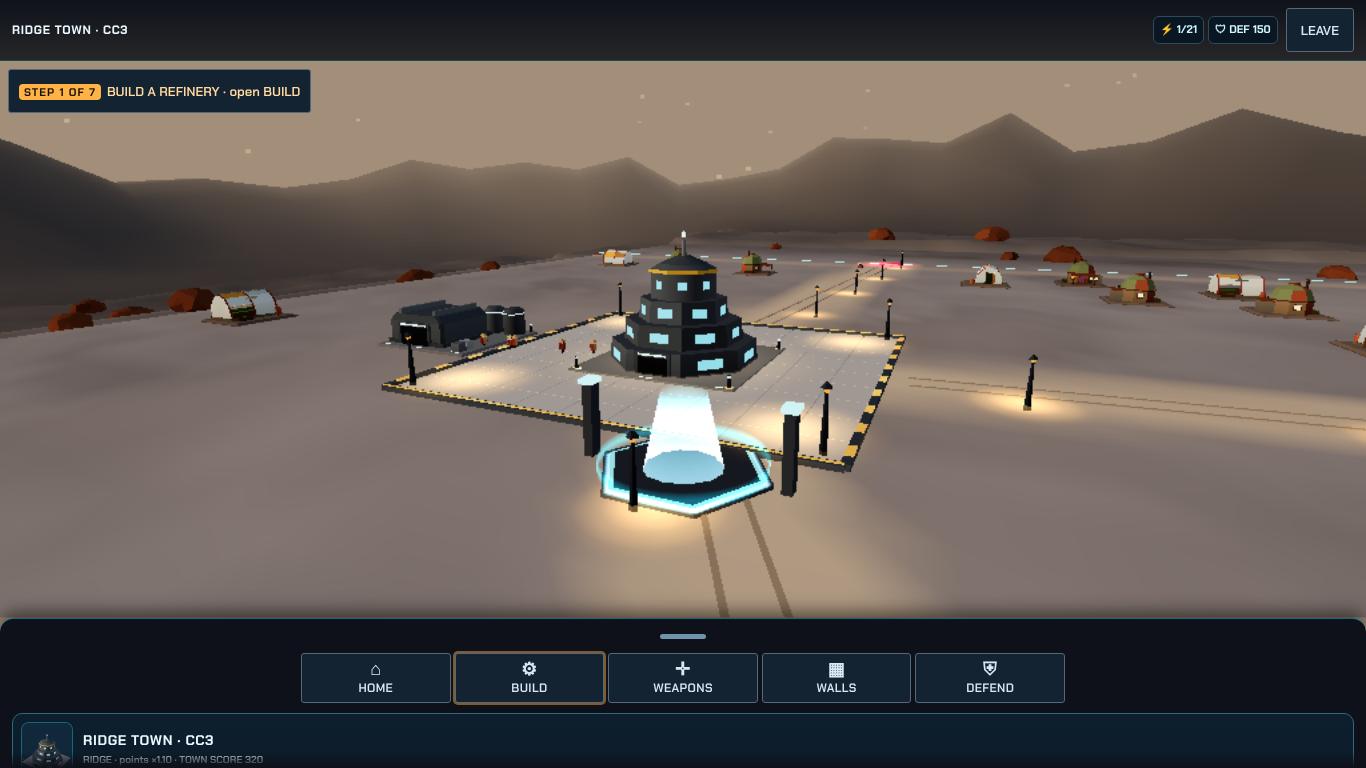 RIDGE TOWN · CC3
⚡ 1/21
🛡 DEF 150
LEAVE
STEP 1 OF 7 BUILD A REFINERY · open BUILD
HOME
BUILD
WEAPONS
WALLS
DEFEND
RIDGE TOWN · CC3
RIDGE · points ×1.10 · TOWN SCORE 320